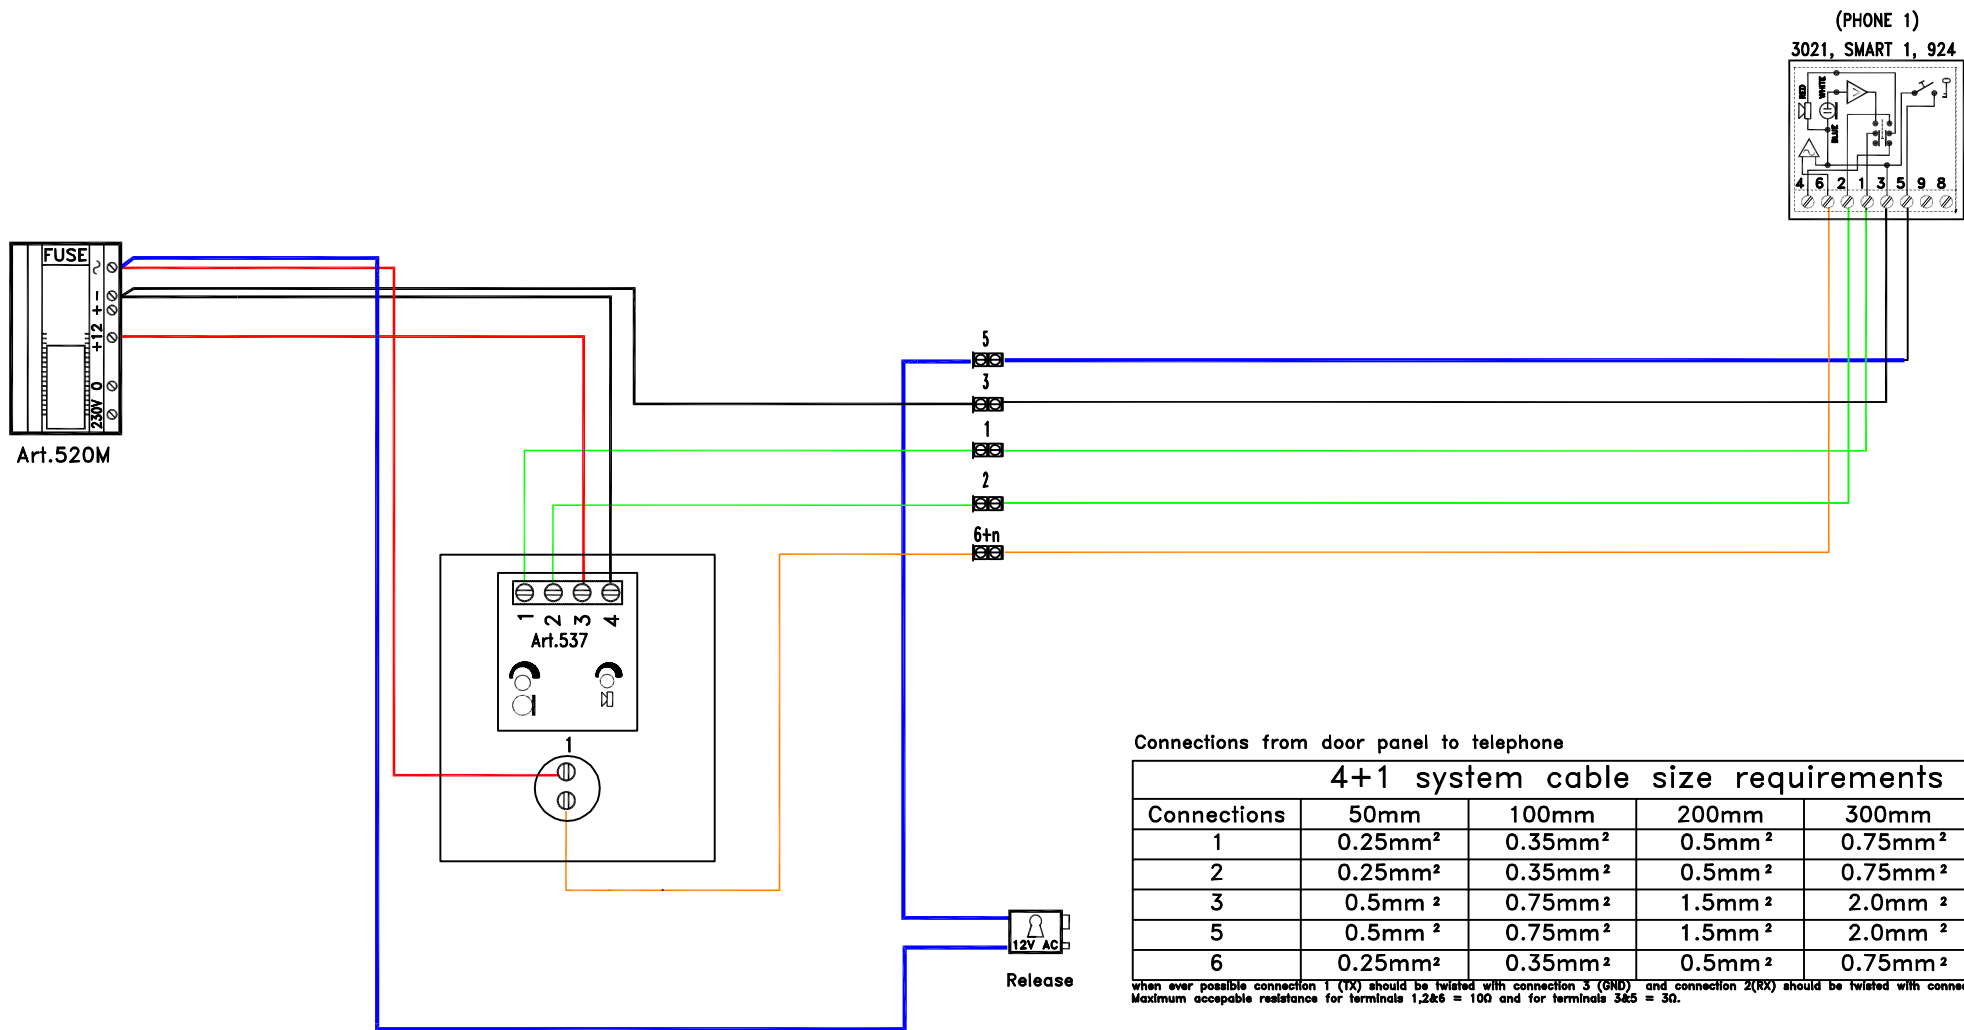 (PHONE 1)
3021, SMART 1, 924
RED
WHITE
BLUE
4 6 2 1 3 5 9 8
FUSE
~
-
+
+12
0
230V
Art.520M
5
3
1
2
6+n
1 2 3 4
Art.537
1
12V AC
Release
Connections from door panel to telephone
4+1 system cable size requirements
Connections 50mm 100mm 200mm 300mm
1 0.25mm² 0.35mm² 0.5mm² 0.75mm²
2 0.25mm² 0.35mm² 0.5mm² 0.75mm²
3 0.5mm² 0.75mm² 1.5mm² 2.0mm²
5 0.5mm² 0.75mm² 1.5mm² 2.0mm²
6 0.25mm² 0.35mm² 0.5mm² 0.75mm²
when ever possible connection 1 (TX) should be twisted with connection 3 (GND) and connection 2(RX) should be twisted with
Maximum accepable resistance for terminals 1,2&6 = 10Ω and for terminals 3&5 = 3Ω.